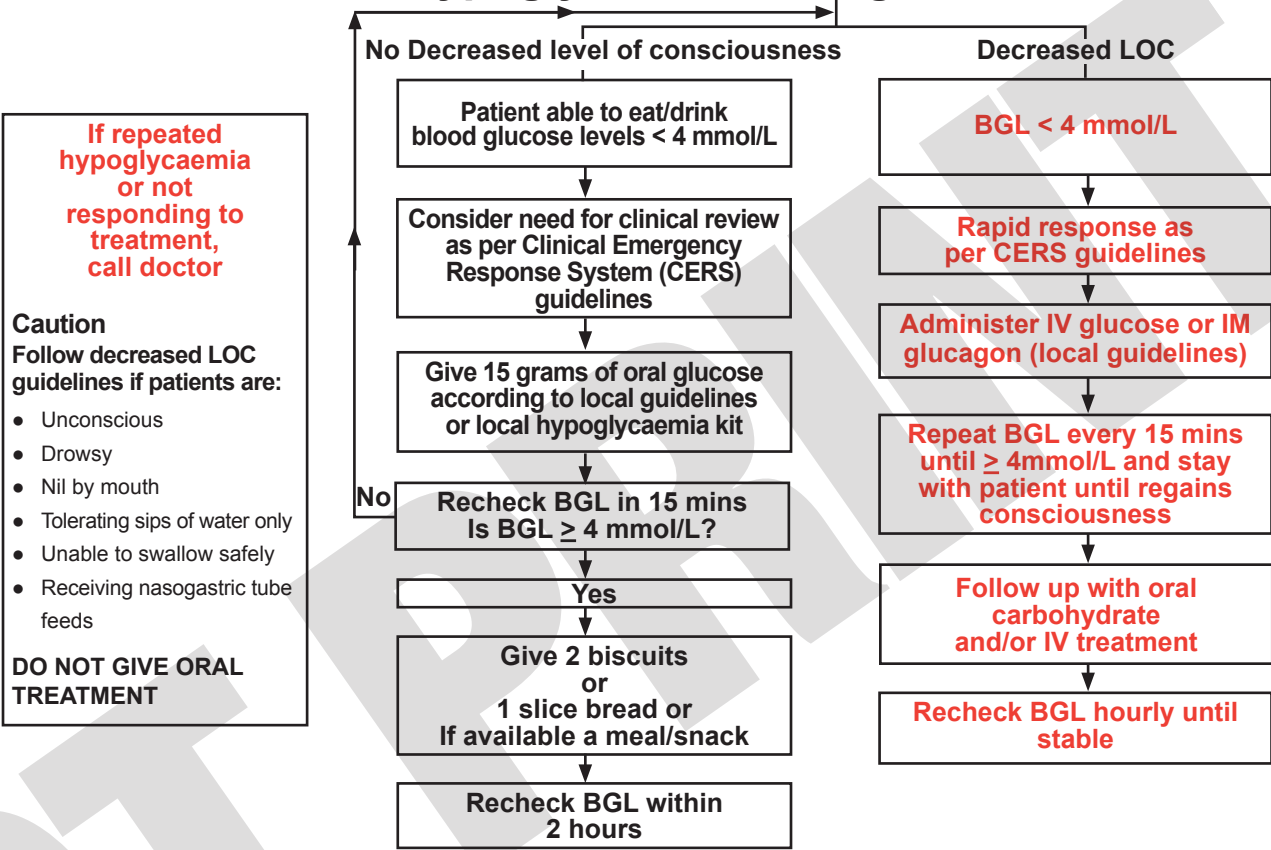 No Decreased level of consciousness
Decreased LOC
If repeated
hypoglycaemia
or not
responding to
treatment,
call doctor
Caution
Follow decreased LOC
guidelines if patients are:
● Unconscious
● Drowsy
● Nil by mouth
● Tolerating sips of water only
● Unable to swallow safely
● Receiving nasogastric tube
feeds
DO NOT GIVE ORAL
TREATMENT
Patient able to eat/drink
blood glucose levels < 4 mmol/L
Consider need for clinical review
as per Clinical Emergency
Response System (CERS)
guidelines
Give 15 grams of oral glucose
according to local guidelines
or local hypoglycaemia kit
No
Recheck BGL in 15 mins
Is BGL ≥ 4 mmol/L?
Yes
Give 2 biscuits
or
1 slice bread or
If available a meal/snack
Recheck BGL within
2 hours
BGL < 4 mmol/L
Rapid response as
per CERS guidelines
Administer IV glucose or IM
glucagon (local guidelines)
Repeat BGL every 15 mins
until ≥ 4mmol/L and stay
with patient until regains
consciousness
Follow up with oral
carbohydrate
and/or IV treatment
Recheck BGL hourly until
stable
PRINT